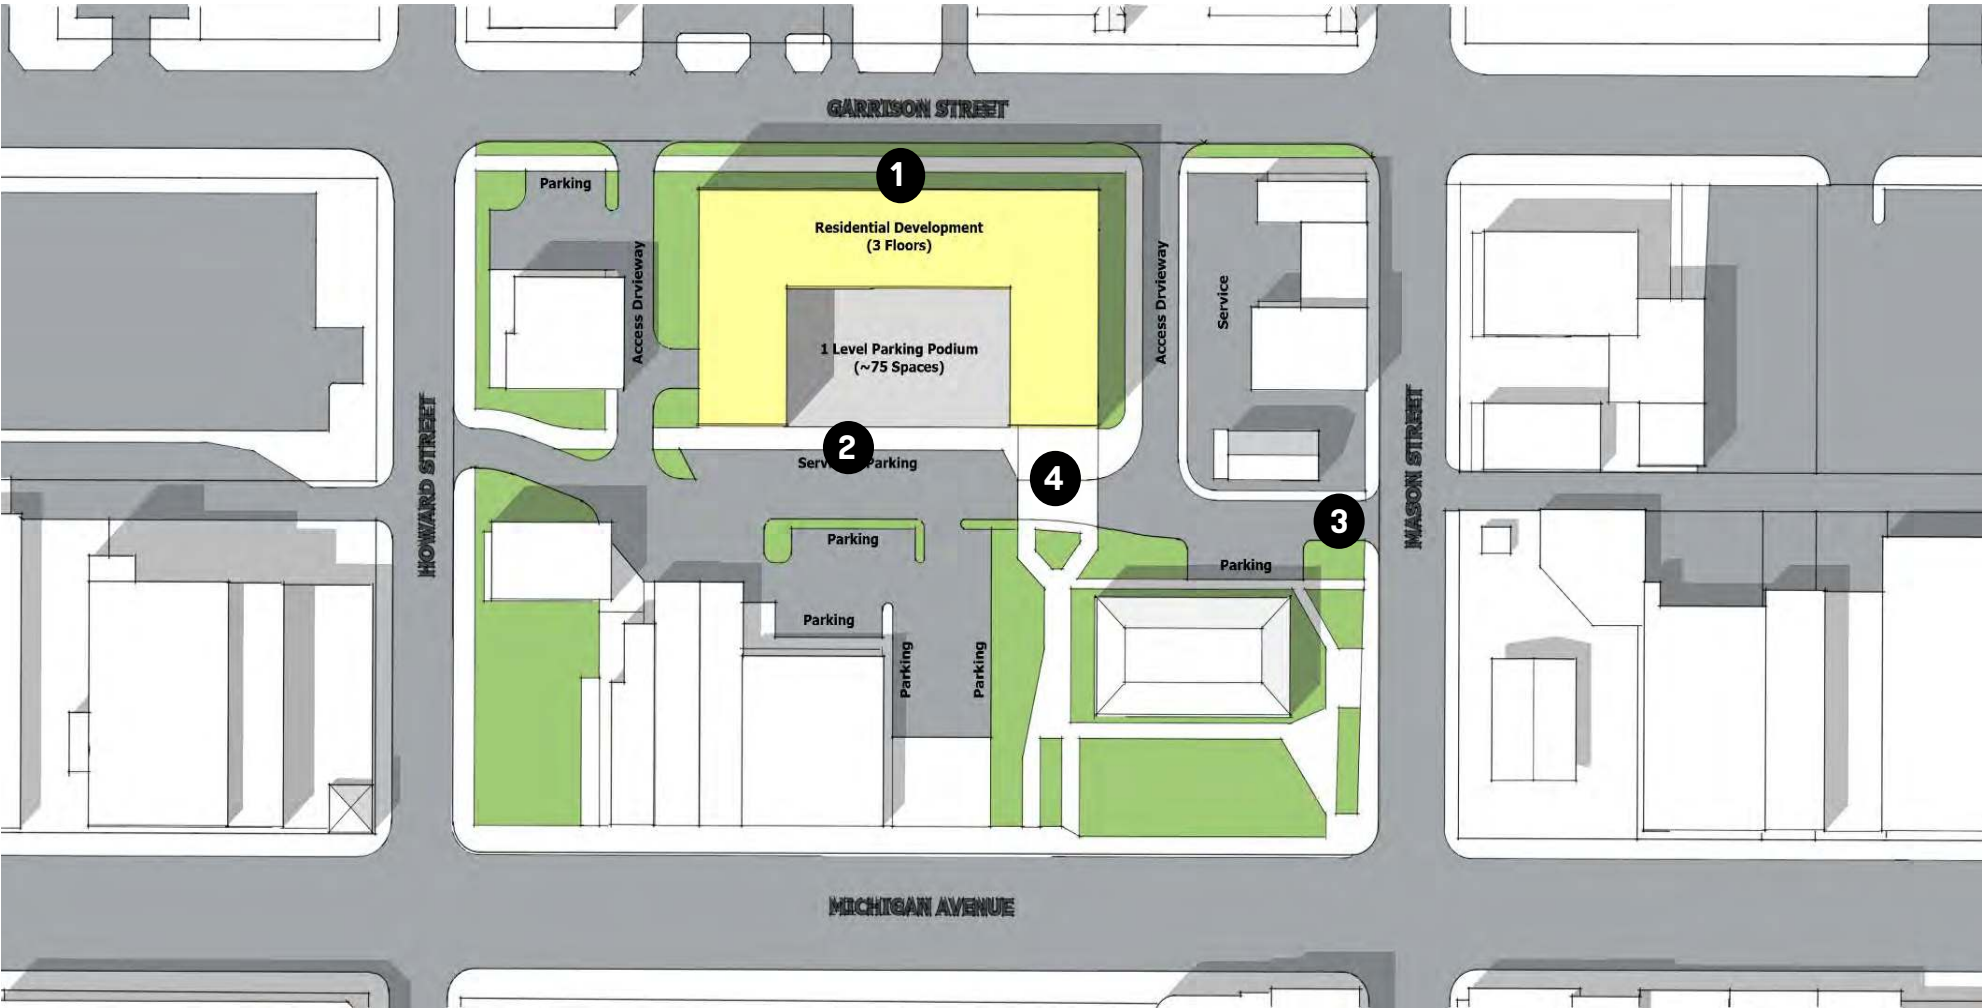 GARRISON STREET
1
Parking
Residential Development
(3 Floors)
Access Drvieway
Access Drvieway
Service
1 Level Parking Podium
(~75 Spaces)
HOWARD STREET
MASON STREET
2
Parking
4
3
Parking
Parking
Parking
Parking
Parking
MICHIGAN AVENUE